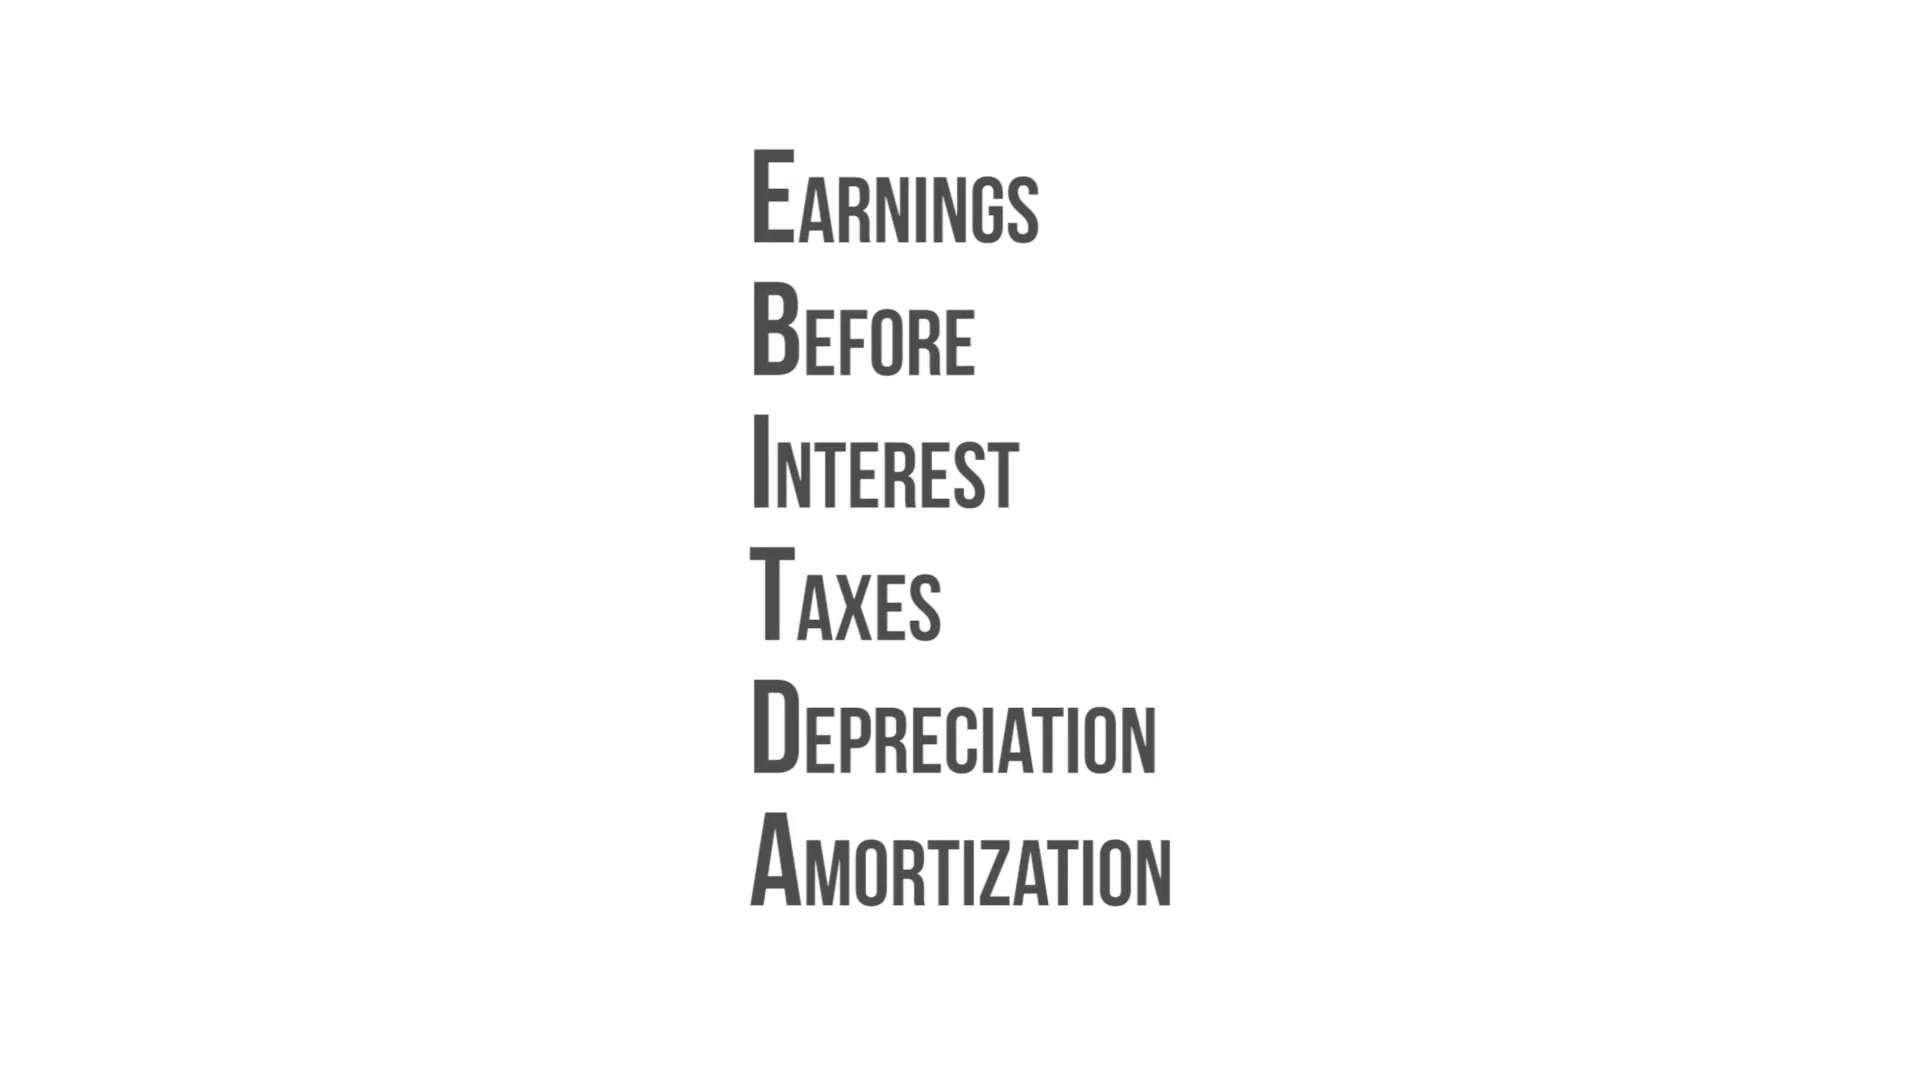 Earnings
Before
Interest
Taxes
Depreciation
Amortization